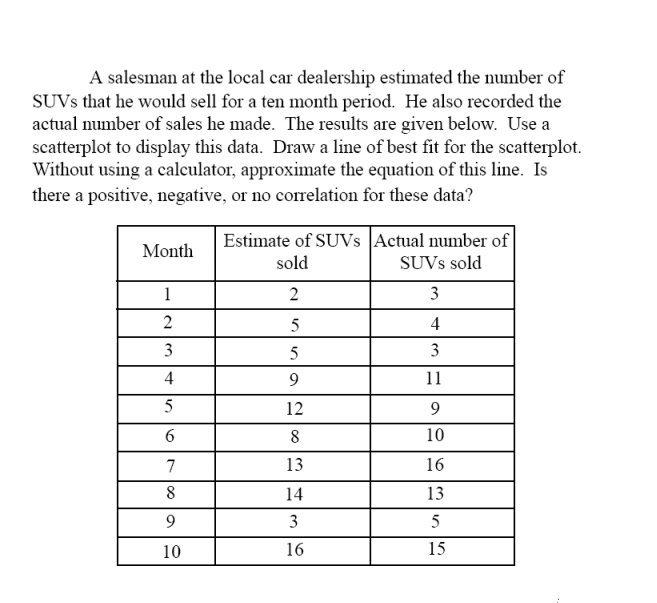 A salesman at the local car dealership estimated the number of
SUVs that he would sell for a ten month period. He also recorded the
actual number of sales he made. The results are given below. Use a
scatterplot to display this data. Draw a line of best fit for the scatterplot.
Without using a calculator, approximate the equation of this line. Is
there a positive, negative, or no correlation for these data?
Month Estimate of SUVs sold Actual number of SUVs sold
1 2 3
2 5 4
3 5 3
4 9 11
5 12 9
6 8 10
7 13 16
8 14 13
9 3 5
10 16 15